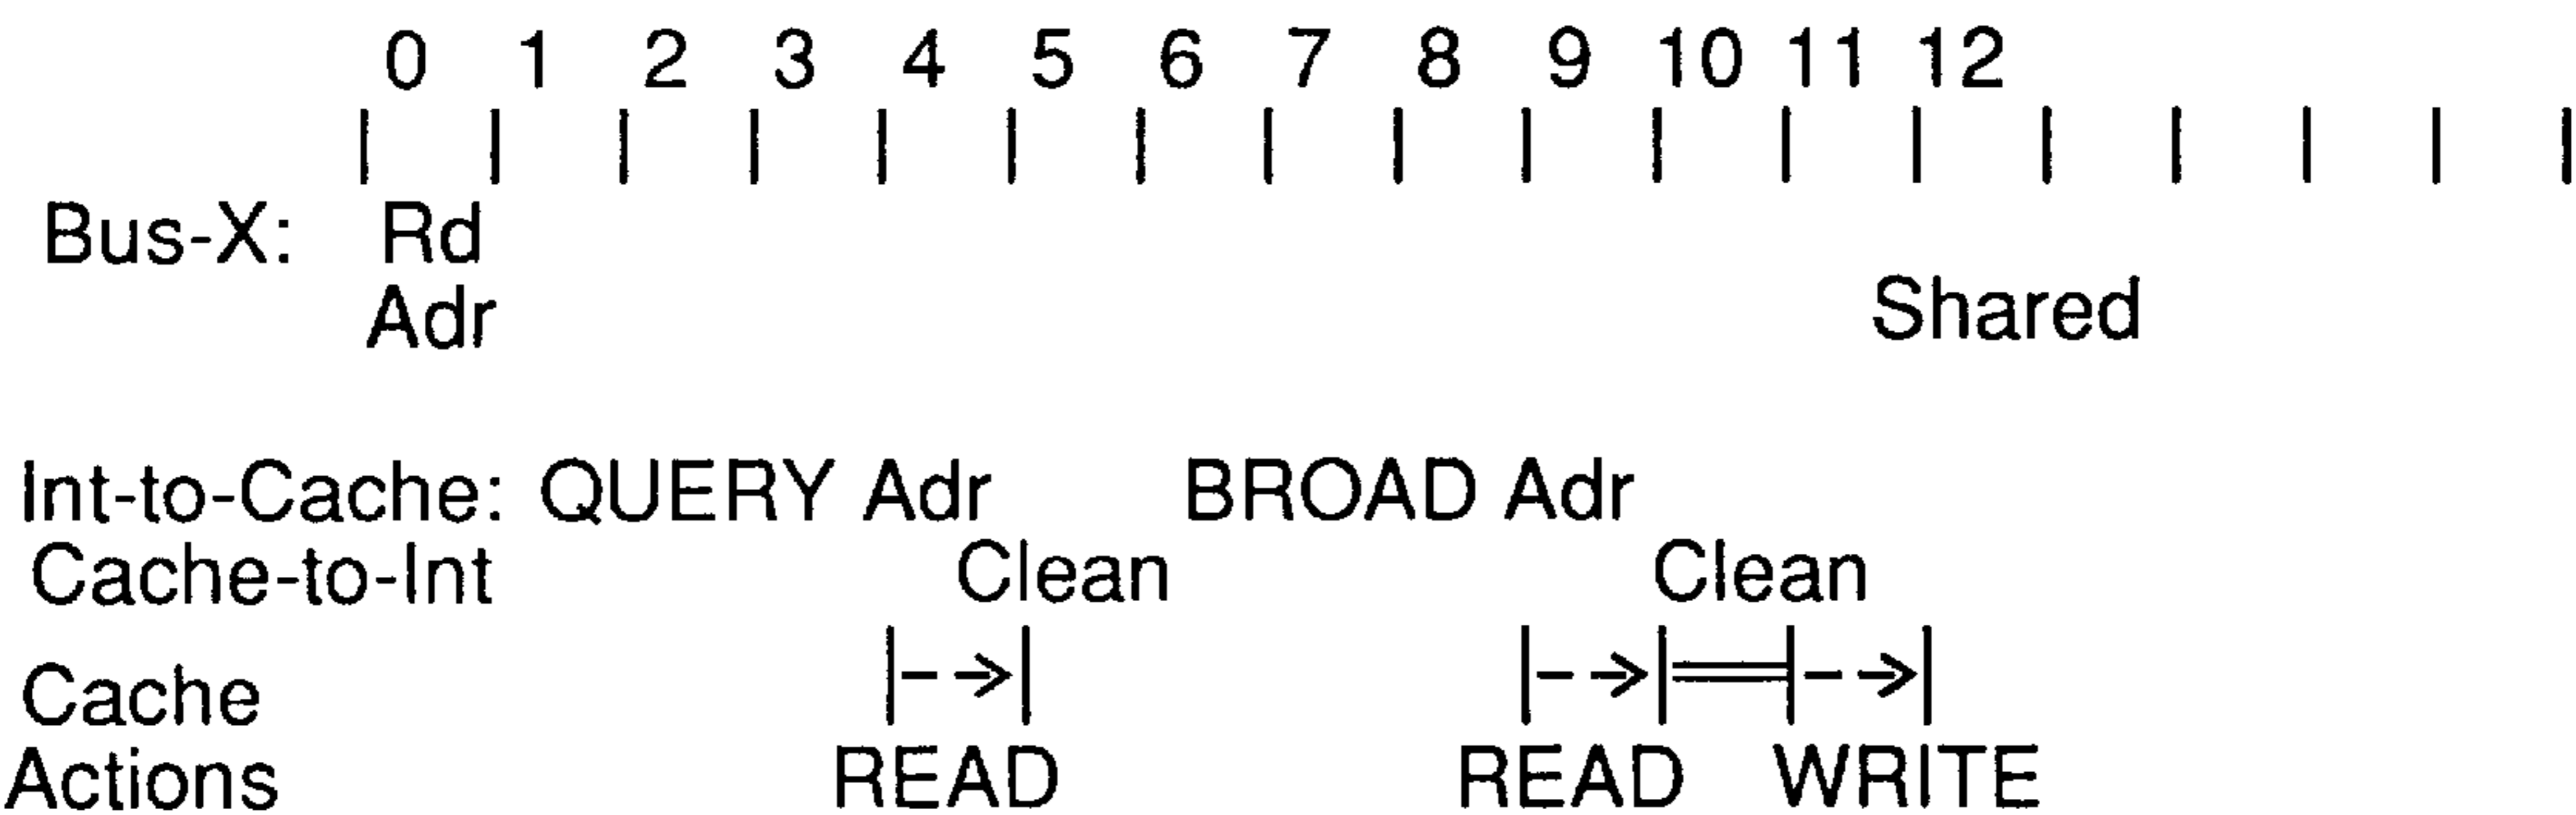 0 1 2 3 4 5 6 7 8 9 10 11 12
Bus-X: Rd
Adr Shared
Int-to-Cache: QUERY Adr BROAD Adr
Cache-to-Int Clean Clean
Cache
Actions READ READ WRITE